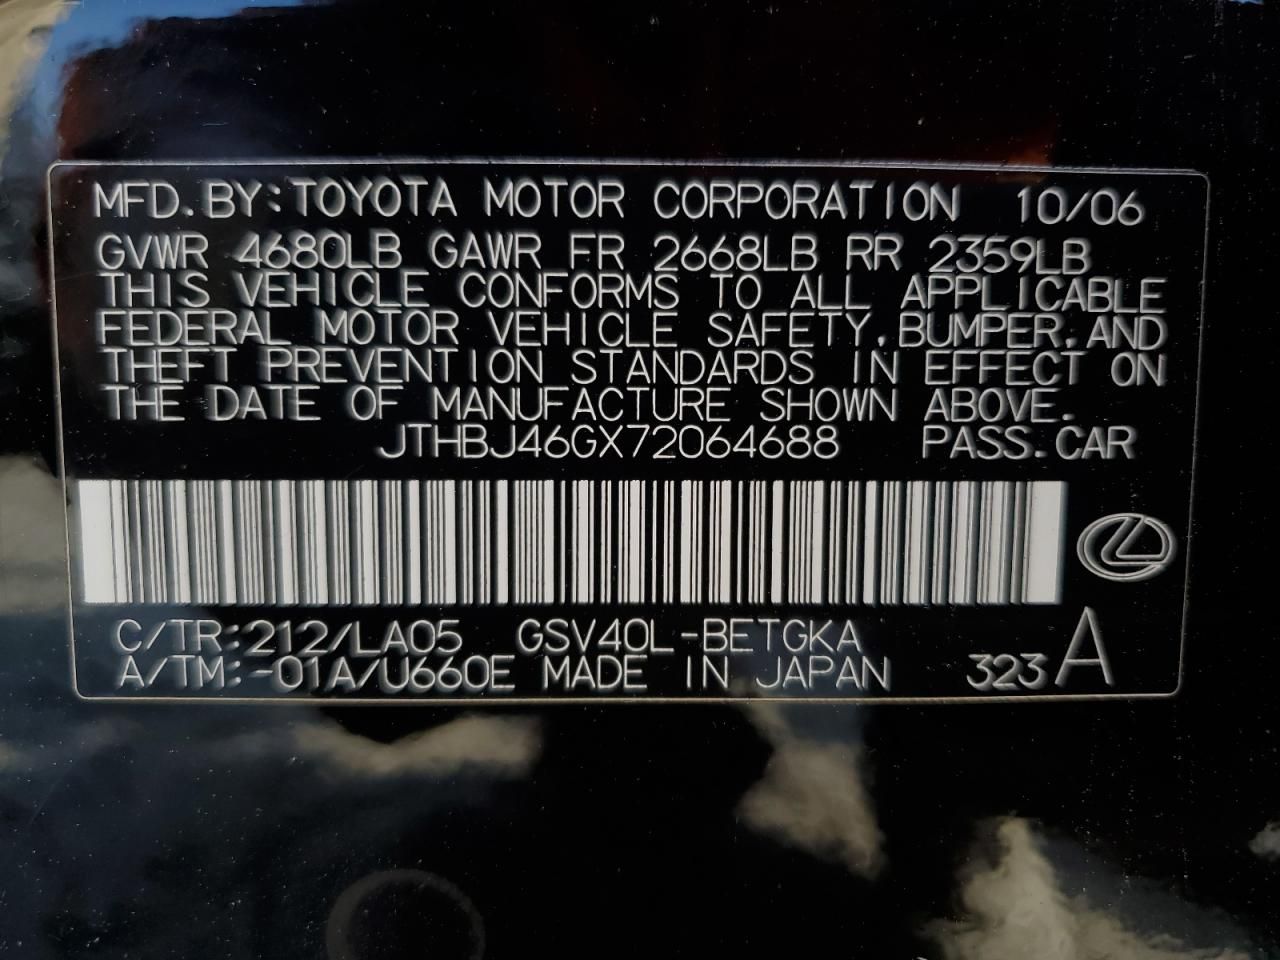 MFD. BY: TOYOTA MOTOR CORPORATION 10/06
GVWR 4680LB GAWR FR 2668LB RR 2359LB
THIS VEHICLE CONFORMS TO ALL APPLICABLE
FEDERAL MOTOR VEHICLE SAFETY, BUMPER, AND
THEFT PREVENTION STANDARDS IN EFFECT ON
THE DATE OF MANUFACTURE SHOWN ABOVE.
JTHBJ46GX72064688 PASS. CAR
C/TR: 212/LA05 GSV40L-BETGKA
A/TM: -01A/U660E MADE IN JAPAN 323 A